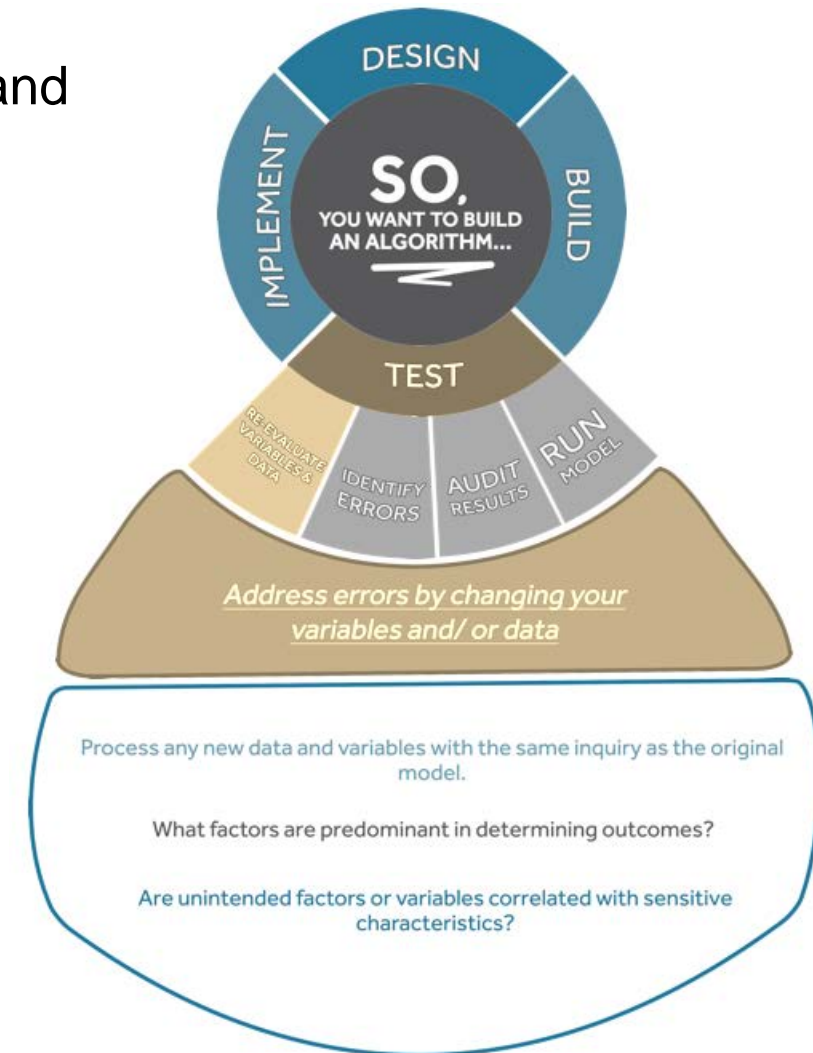 and
DESIGN
IMPLEMENT
SO,
YOU WANT TO BUILD
AN ALGORITHM...
BUILD
TEST
RE-EVALUATE
VARIABLES &
DATA
IDENTIFY
ERRORS
AUDIT
RESULTS
RUN
MODEL
Address errors by changing your
variables and/ or data
Process any new data and variables with the same inquiry as the original
model.
What factors are predominant in determining outcomes?
Are unintended factors or variables correlated with sensitive
characteristics?